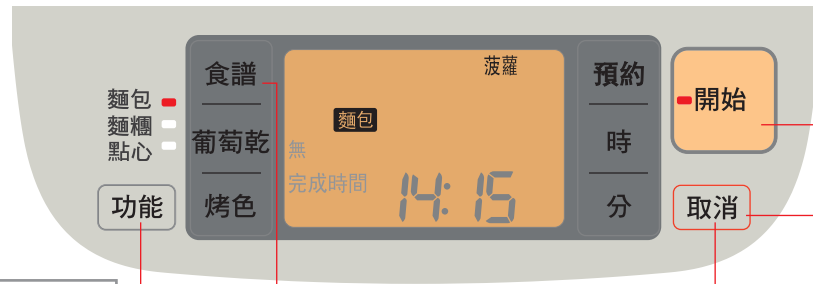 麵包
麵糰
點心
功能
食譜
葡萄乾
烤色
菠蘿
麵包
無
完成時間
14:15
預約
時
分
開始
取消